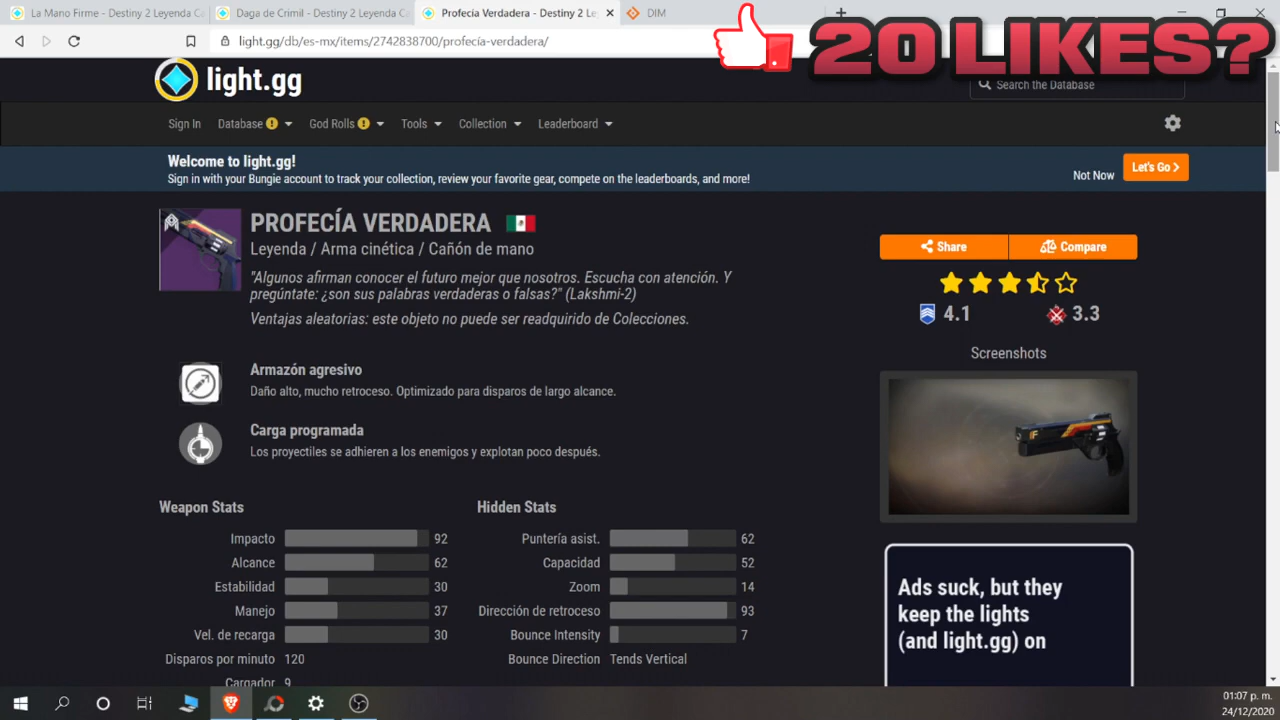 La Mano Firme - Destiny 2 Leyenda C
Daga de Crimil - Destiny 2 Leyenda C
Profecía Verdadera - Destiny 2 Le
DIM
20 LIKES?
light.gg/db/es-mx/items/2742838700/profecía-verdadera/
light.gg
Search the Database
Sign In
Database
God Rolls
Tools
Collection
Leaderboard
Welcome to light.gg!
Sign in with your Bungie account to track your collection, review your favorite gear, compete on the leaderboards, and more!
Not Now
Let's Go
PROFECÍA VERDADERA
Leyenda / Arma cinética / Cañón de mano
"Algunos afirman conocer el futuro mejor que nosotros. Escucha con atención. Y
pregúntate: ¿son sus palabras verdaderas o falsas?" (Lakshmi-2)
Ventajas aleatorias: este objeto no puede ser readquirido de Colecciones.
Share
Compare
4.1
3.3
Screenshots
Armazón agresivo
Daño alto, mucho retroceso. Optimizado para disparos de largo alcance.
Carga programada
Los proyectiles se adhieren a los enemigos y explotan poco después.
Weapon Stats
Impacto 92
Alcance 62
Estabilidad 30
Manejo 37
Vel. de recarga 30
Disparos por minuto 120
Cargador 9
Hidden Stats
Puntería asist. 62
Capacidad 52
Zoom 14
Dirección de retroceso 93
Bounce Intensity 7
Bounce Direction Tends Vertical
Ads suck, but they
keep the lights
(and light.gg) on
01:07 p. m.
24/12/2020